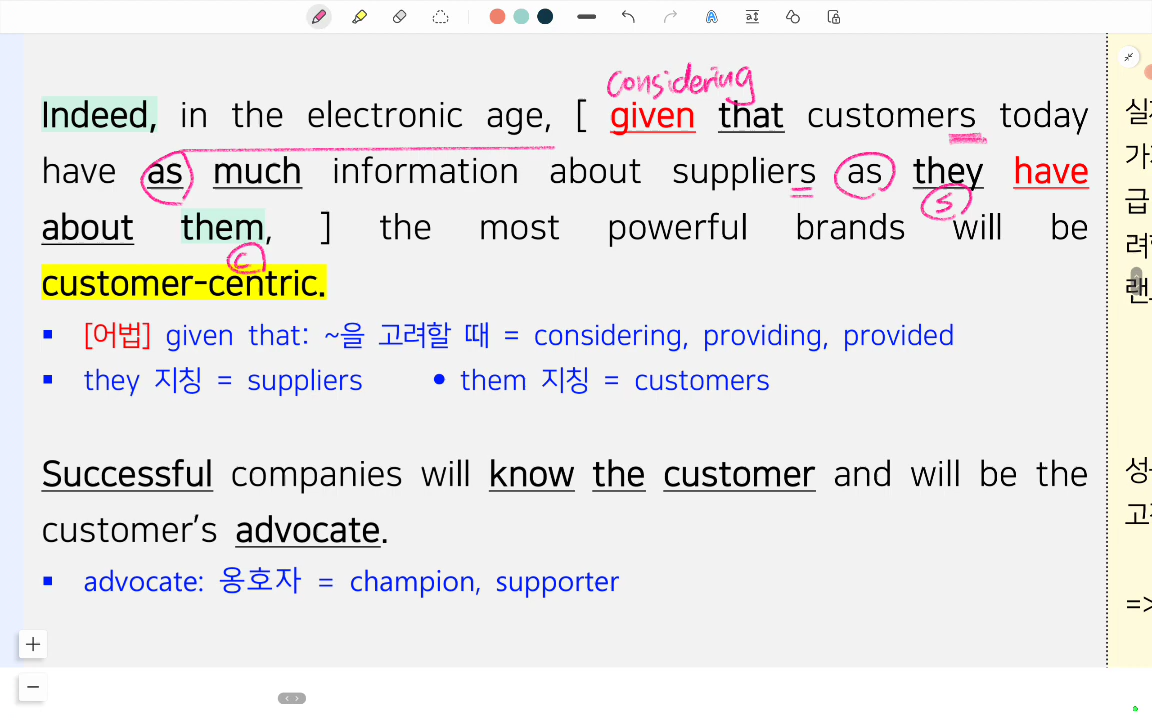 considering
Indeed, in the electronic age, [ given that customers today
have as much information about suppliers as they have
s
about them, ] the most powerful brands will be
c
customer-centric.
▪ [어법] given that: ~을 고려할 때 = considering, providing, provided
▪ they 지칭 = suppliers • them 지칭 = customers
Successful companies will know the customer and will be the
customer's advocate.
▪ advocate: 옹호자 = champion, supporter
급
=>